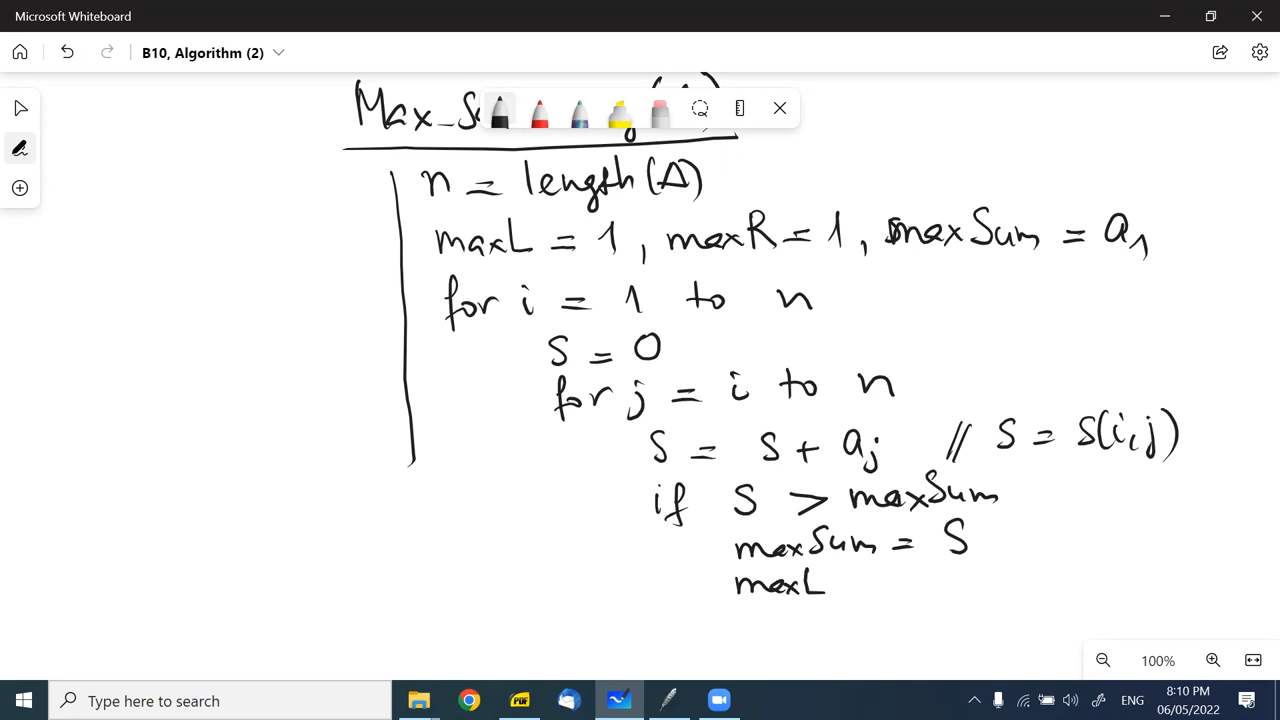 Microsoft Whiteboard
B10, Algorithm (2)
n = length(A)
maxL = 1, maxR = 1, maxSum = a1
for i = 1 to n
S = 0
for j = i to n
S = S + aj // S = S(i,j)
if S > maxSum
maxSum = S
maxL
100%
Type here to search
PDF
ENG
8:10 PM
06/05/2022